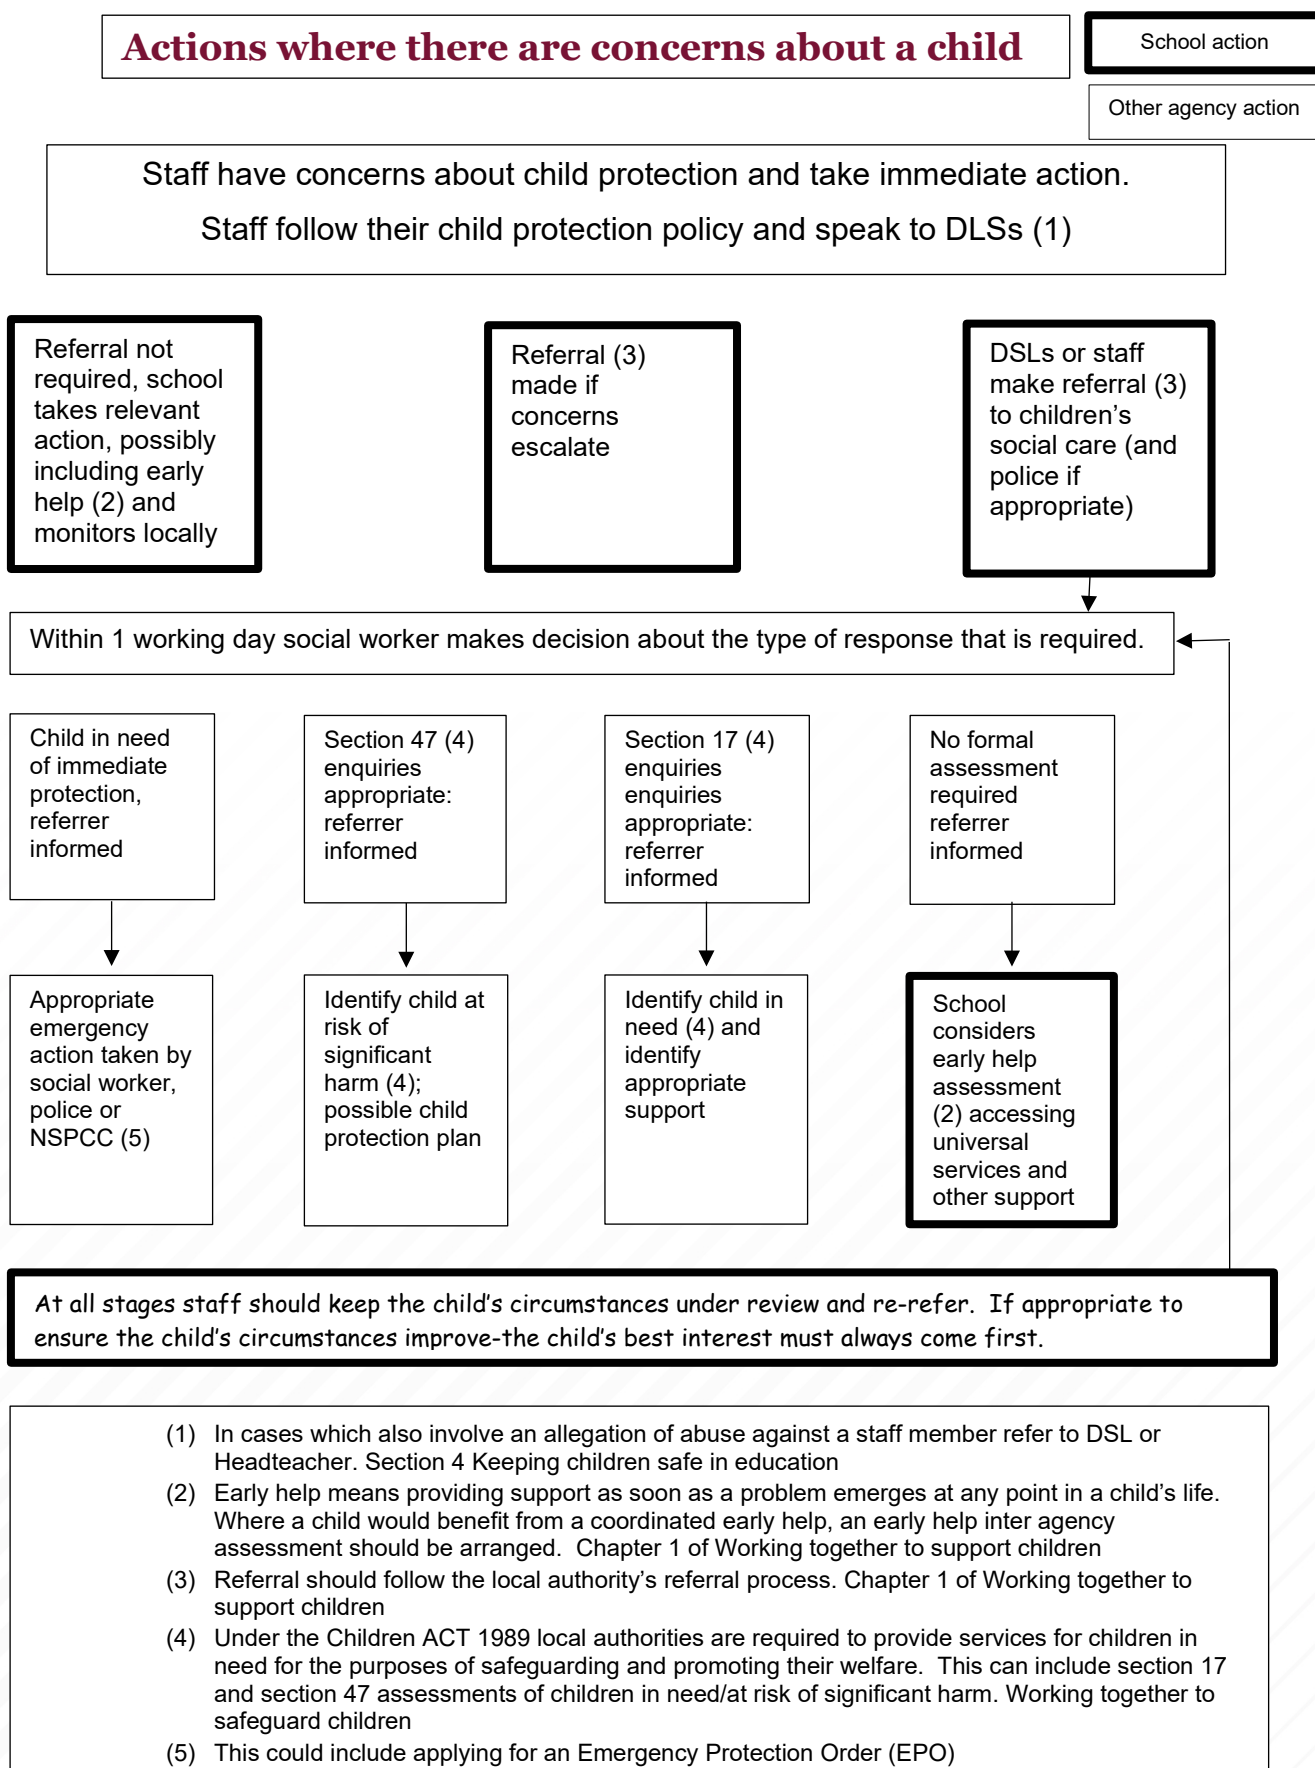 Actions where there are concerns about a child
School action
Other agency action
Staff have concerns about child protection and take immediate action.
Staff follow their child protection policy and speak to DLSs (1)
Referral not
required, school
takes relevant
action, possibly
including early
help (2) and
monitors locally
Referral (3)
made if
concerns
escalate
DSLs or staff
make referral (3)
to children’s
social care (and
police if
appropriate)
Within 1 working day social worker makes decision about the type of response that is required.
Child in need
of immediate
protection,
referrer
informed
Section 47 (4)
enquiries
appropriate:
referrer
informed
Section 17 (4)
enquiries
enquiries
appropriate:
referrer
informed
No formal
assessment
required
referrer
informed
Appropriate
emergency
action taken by
social worker,
police or
NSPCC (5)
Identify child at
risk of
significant
harm (4);
possible child
protection plan
Identify child in
need (4) and
identify
appropriate
support
School
considers
early help
assessment
(2) accessing
universal
services and
other support
At all stages staff should keep the child’s circumstances under review and re-refer.  If appropriate to
ensure the child’s circumstances improve-the child’s best interest must always come first.
(1) In cases which also involve an allegation of abuse against a staff member refer to DSL or
Headteacher. Section 4 Keeping children safe in education
(2) Early help means providing support as soon as a problem emerges at any point in a child’s life.
Where a child would benefit from a coordinated early help, an early help inter agency
assessment should be arranged.  Chapter 1 of Working together to support children
(3) Referral should follow the local authority’s referral process. Chapter 1 of Working together to
support children
(4) Under the Children ACT 1989 local authorities are required to provide services for children in
need for the purposes of safeguarding and promoting their welfare.  This can include section 17
and section 47 assessments of children in need/at risk of significant harm. Working together to
safeguard children
(5) This could include applying for an Emergency Protection Order (EPO)